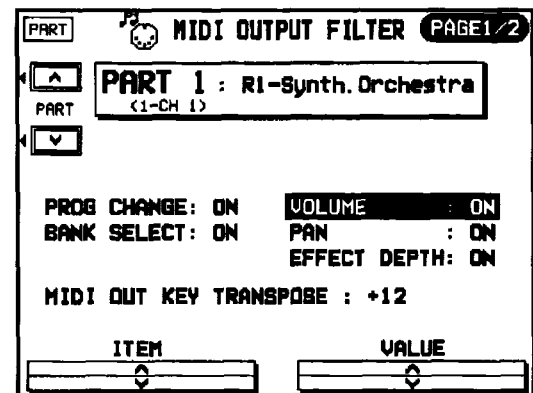 PART MIDI OUTPUT FILTER PAGE1/2
PART 1 : R1-Synth.Orchestra
(1-CH 1)
PART
PROG CHANGE: ON VOLUME : ON
BANK SELECT: ON PAN : ON
EFFECT DEPTH: ON
MIDI OUT KEY TRANSPOSE : +12
ITEM VALUE